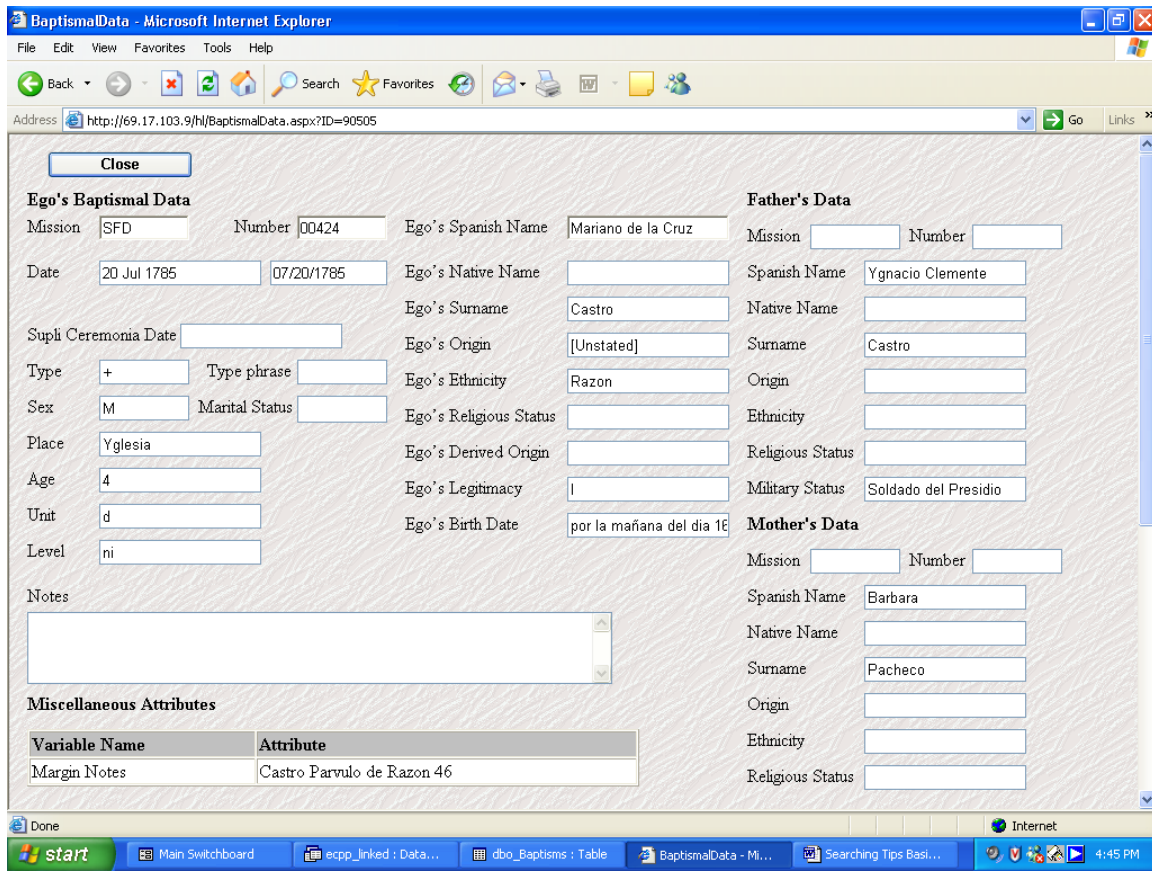 BaptismalData - Microsoft Internet Explorer
File Edit View Favorites Tools Help
Back Search Favorites
Address http://69.17.103.9/hl/BaptismalData.aspx?ID=90505 Go Links »
Close
Ego's Baptismal Data
Mission SFD Number 00424
Date 20 Jul 1785 07/20/1785
Supli Ceremonia Date
Type + Type phrase
Sex M Marital Status
Place Yglesia
Age 4
Unit d
Level ni
Ego's Spanish Name Mariano de la Cruz
Ego's Native Name
Ego's Surname Castro
Ego's Origin [Unstated]
Ego's Ethnicity Razon
Ego's Religious Status
Ego's Derived Origin
Ego's Legitimacy l
Ego's Birth Date por la mañana del dia 16
Father's Data
Mission Number
Spanish Name Ygnacio Clemente
Native Name
Surname Castro
Origin
Ethnicity
Religious Status
Military Status Soldado del Presidio
Mother's Data
Mission Number
Spanish Name Barbara
Native Name
Surname Pacheco
Origin
Ethnicity
Religious Status
Notes
Miscellaneous Attributes
Variable Name Attribute
Margin Notes Castro Parvulo de Razon 46
Done Internet
start Main Switchboard ecpp_linked : Data... dbo_Baptisms : Table BaptismalData - Mi... Searching Tips Basi... 4:45 PM